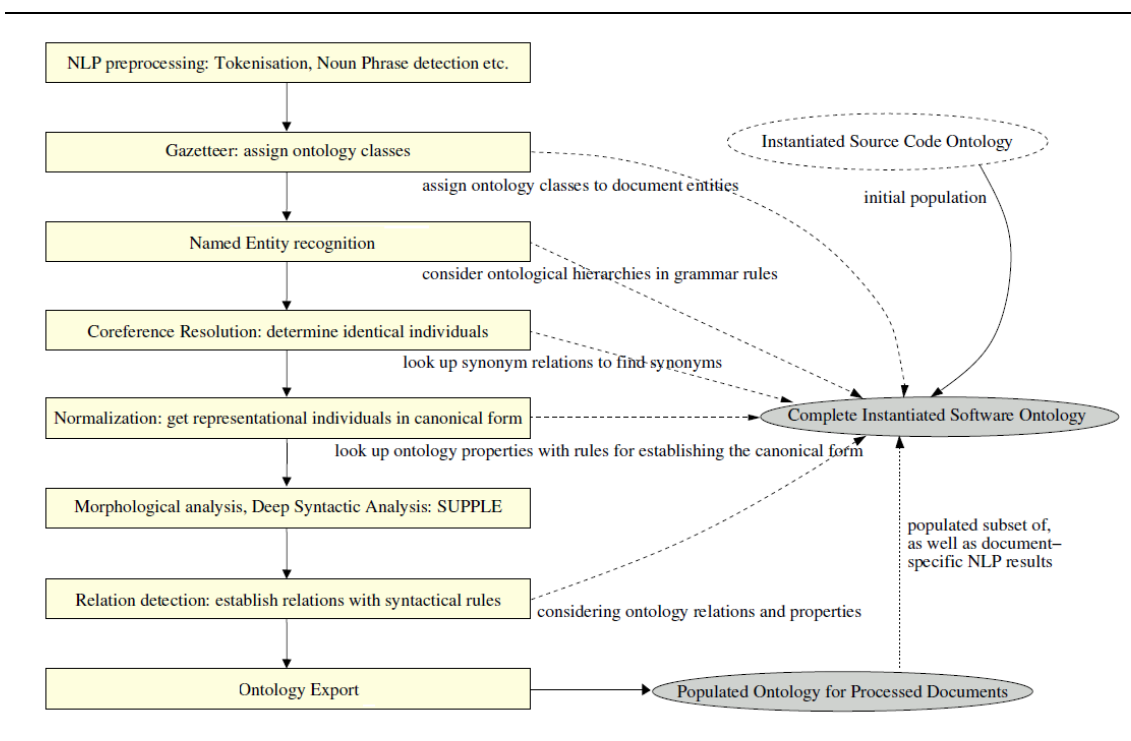 NLP preprocessing: Tokenisation, Noun Phrase detection etc.
Gazetteer: assign ontology classes
Instantiated Source Code Ontology
assign ontology classes to document entities
initial population
Named Entity recognition
consider ontological hierarchies in grammar rules
Coreference Resolution: determine identical individuals
look up synonym relations to find synonyms
Normalization: get representational individuals in canonical form
Complete Instantiated Software Ontology
look up ontology properties with rules for establishing the canonical form
Morphological analysis, Deep Syntactic Analysis: SUPPLE
populated subset of,
as well as document–
specific NLP results
Relation detection: establish relations with syntactical rules
considering ontology relations and properties
Ontology Export
Populated Ontology for Processed Documents